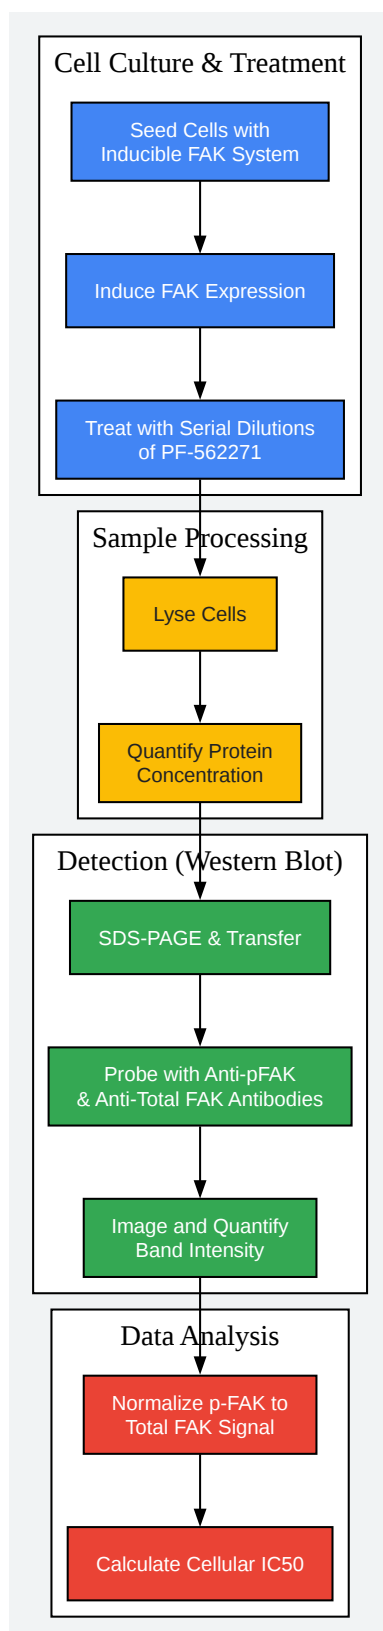 Cell Culture & Treatment
Seed Cells with
Inducible FAK System
Induce FAK Expression
Treat with Serial Dilutions
of PF-562271
Sample Processing
Lyse Cells
Quantify Protein
Concentration
Detection (Western Blot)
SDS-PAGE & Transfer
Probe with Anti-pFAK
& Anti-Total FAK Antibodies
Image and Quantify
Band Intensity
Data Analysis
Normalize p-FAK to
Total FAK Signal
Calculate Cellular IC50